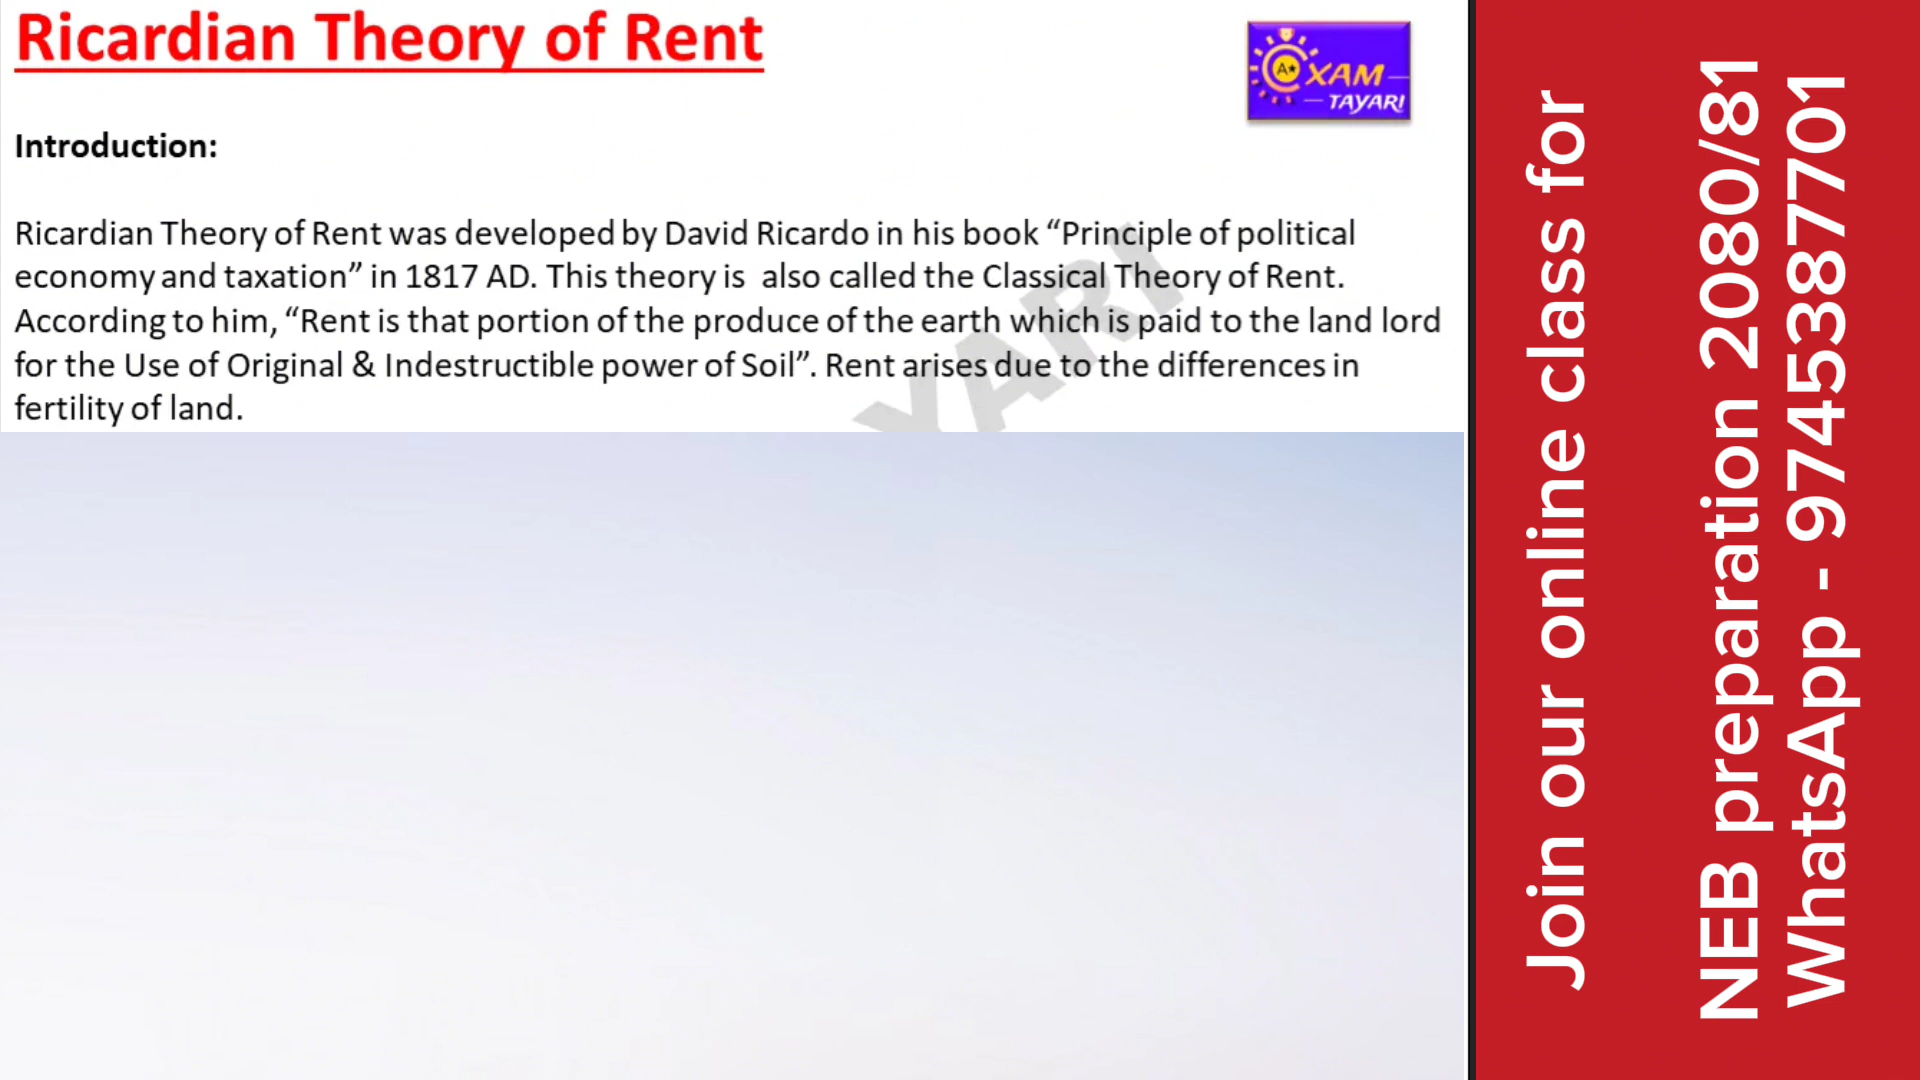 Ricardian Theory of Rent
A+ XAM
TAYARI
Introduction:
Ricardian Theory of Rent was developed by David Ricardo in his book “Principle of political
economy and taxation” in 1817 AD. This theory is also called the Classical Theory of Rent.
According to him, “Rent is that portion of the produce of the earth which is paid to the land lord
for the Use of Original & Indestructible power of Soil”. Rent arises due to the differences in
fertility of land.
YARI
Join our online class for
NEB preparation 2080/81
WhatsApp - 9745387701